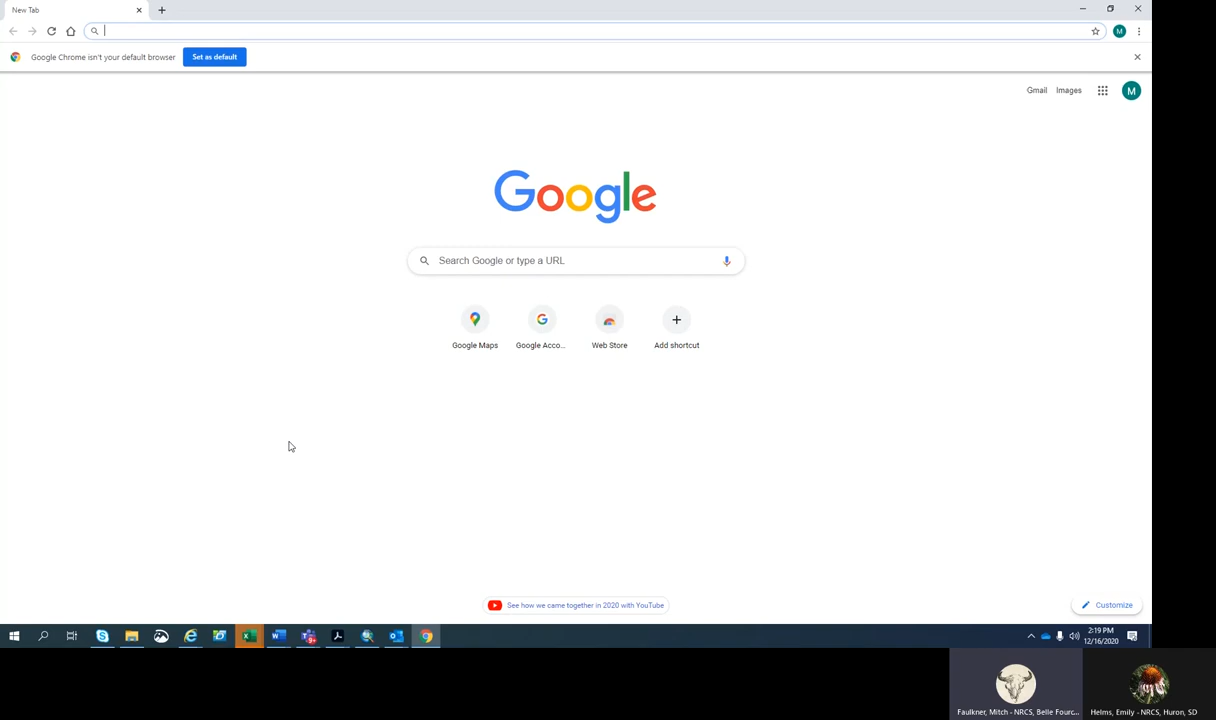 New Tab
Google Chrome isn't your default browser
Set as default
M
Gmail
Images
M
Google
Search Google or type a URL
Google Maps
Google Acco...
Web Store
Add shortcut
See how we came together in 2020 with YouTube
Customize
9+
2:19 PM
12/16/2020
Faulkner, Mitch - NRCS, Belle Fourc...
Helms, Emily - NRCS, Huron, SD